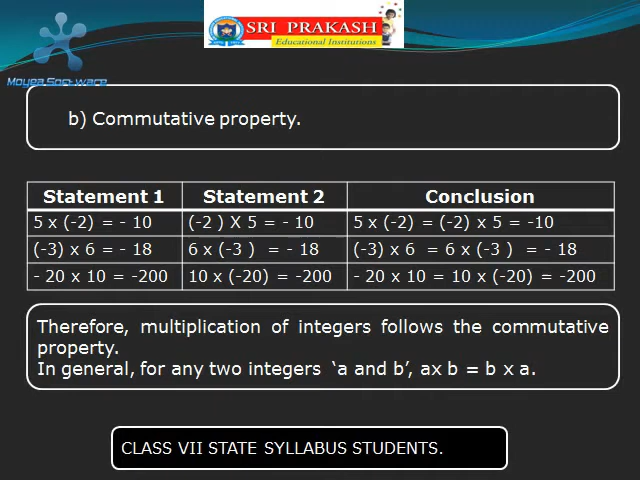 SRI PRAKASH
Educational Institutions
Moyea Software
b) Commutative property.
Statement 1 Statement 2 Conclusion
5 x (-2) = - 10 (-2 ) X 5 = - 10 5 x (-2) = (-2) x 5 = -10
(-3) x 6 = - 18 6 x (-3 ) = - 18 (-3) x 6 = 6 x (-3 ) = - 18
- 20 x 10 = -200 10 x (-20) = -200 - 20 x 10 = 10 x (-20) = -200
Therefore, multiplication of integers follows the commutative
property.
In general, for any two integers ‘a and b’, ax b = b x a.
CLASS VII STATE SYLLABUS STUDENTS.